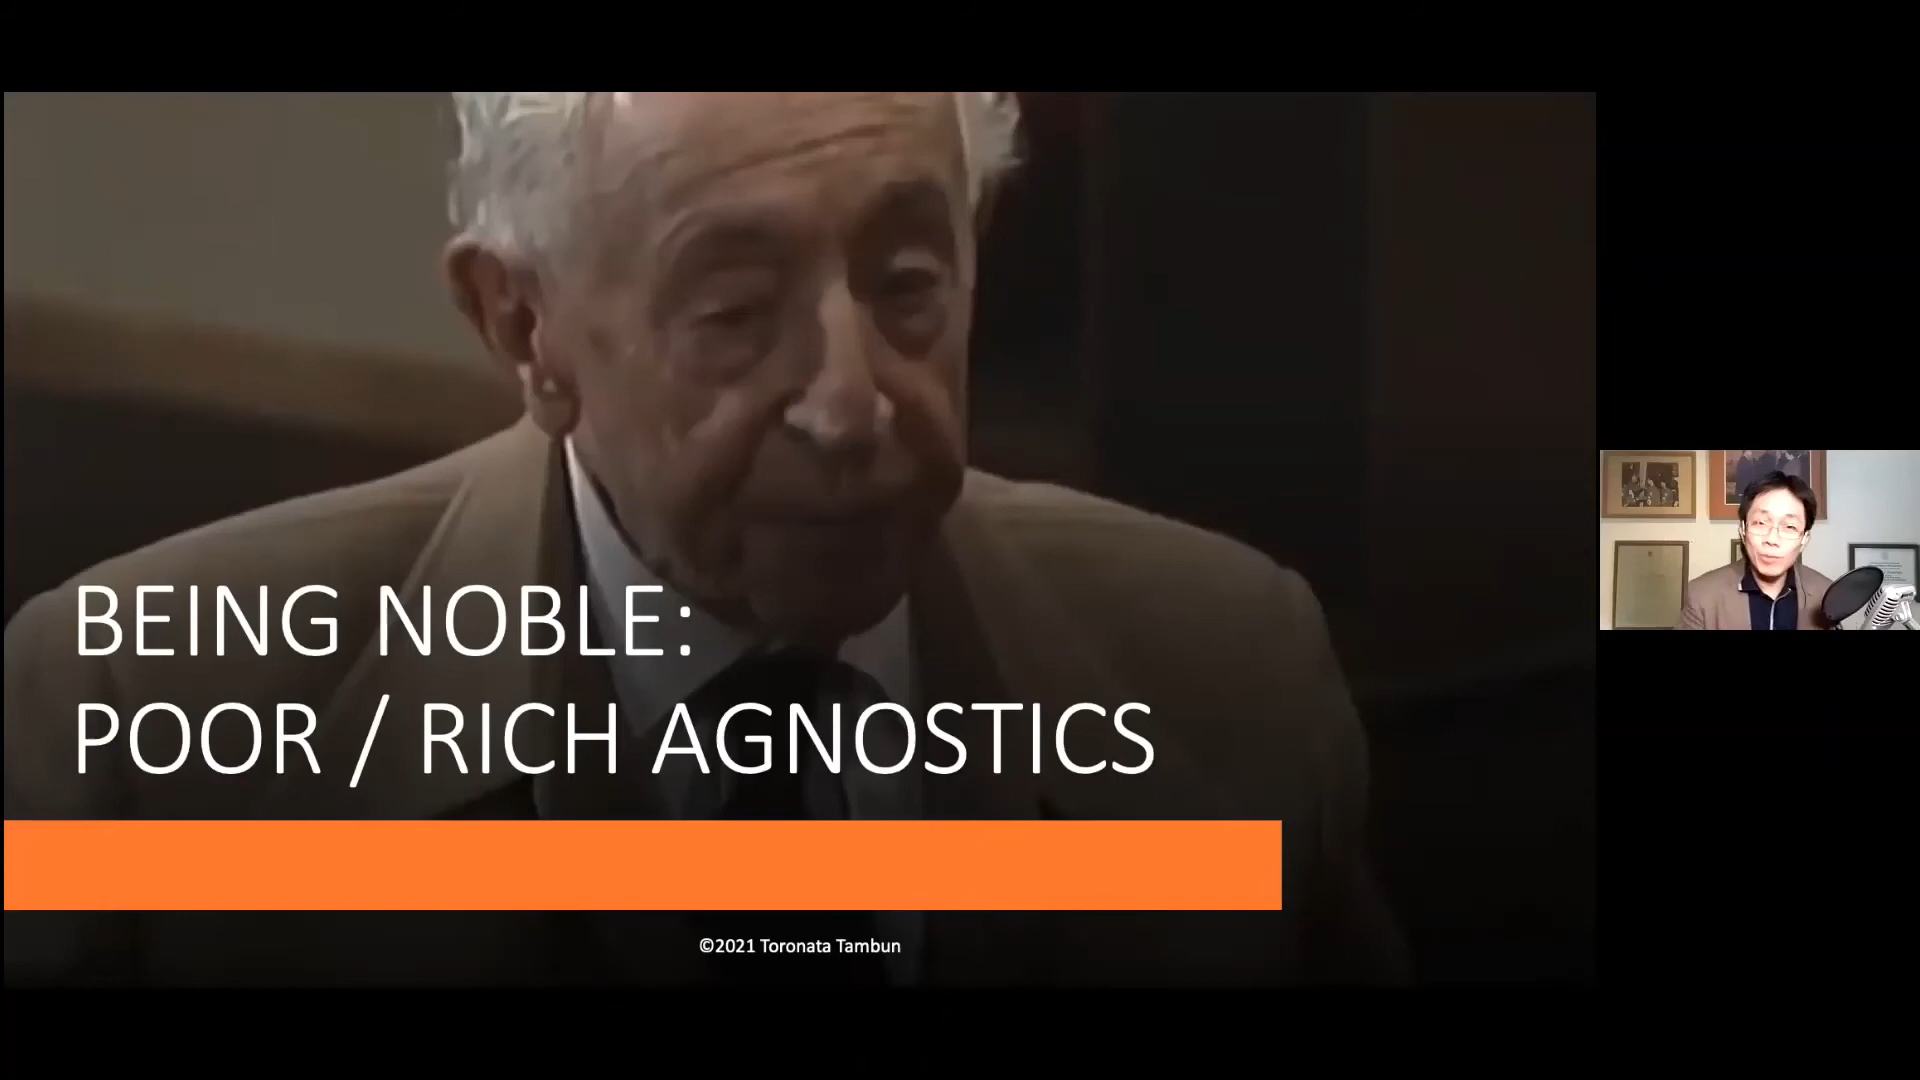 BEING NOBLE:
POOR / RICH AGNOSTICS
©2021 Toronata Tambun